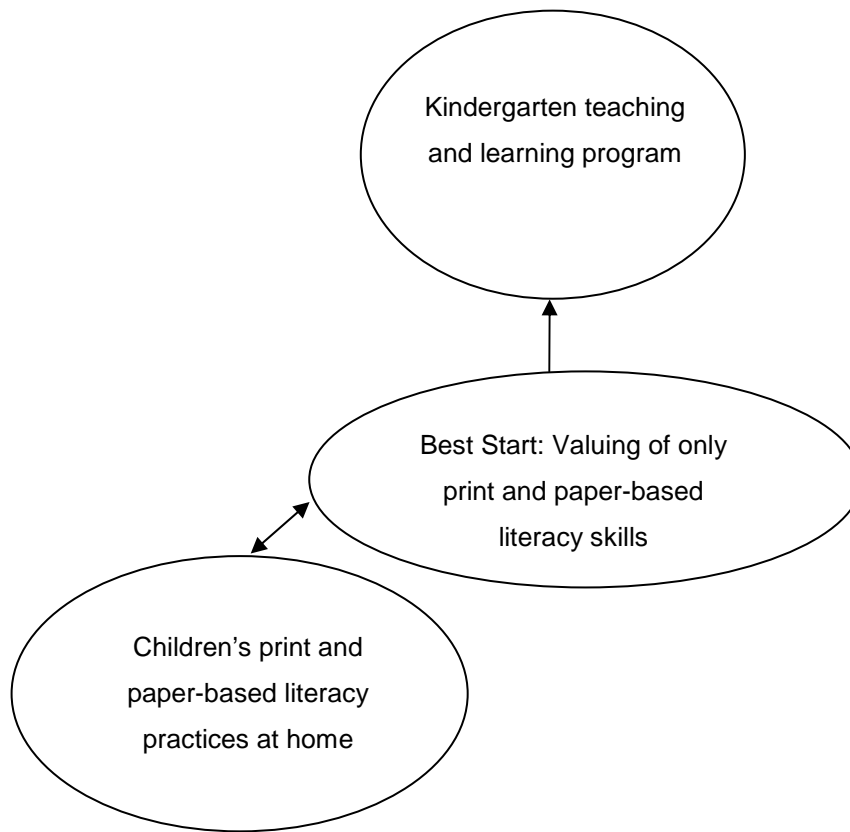 Kindergarten teaching
and learning program
Best Start: Valuing of only
print and paper-based
literacy skills
Children’s print and
paper-based literacy
practices at home